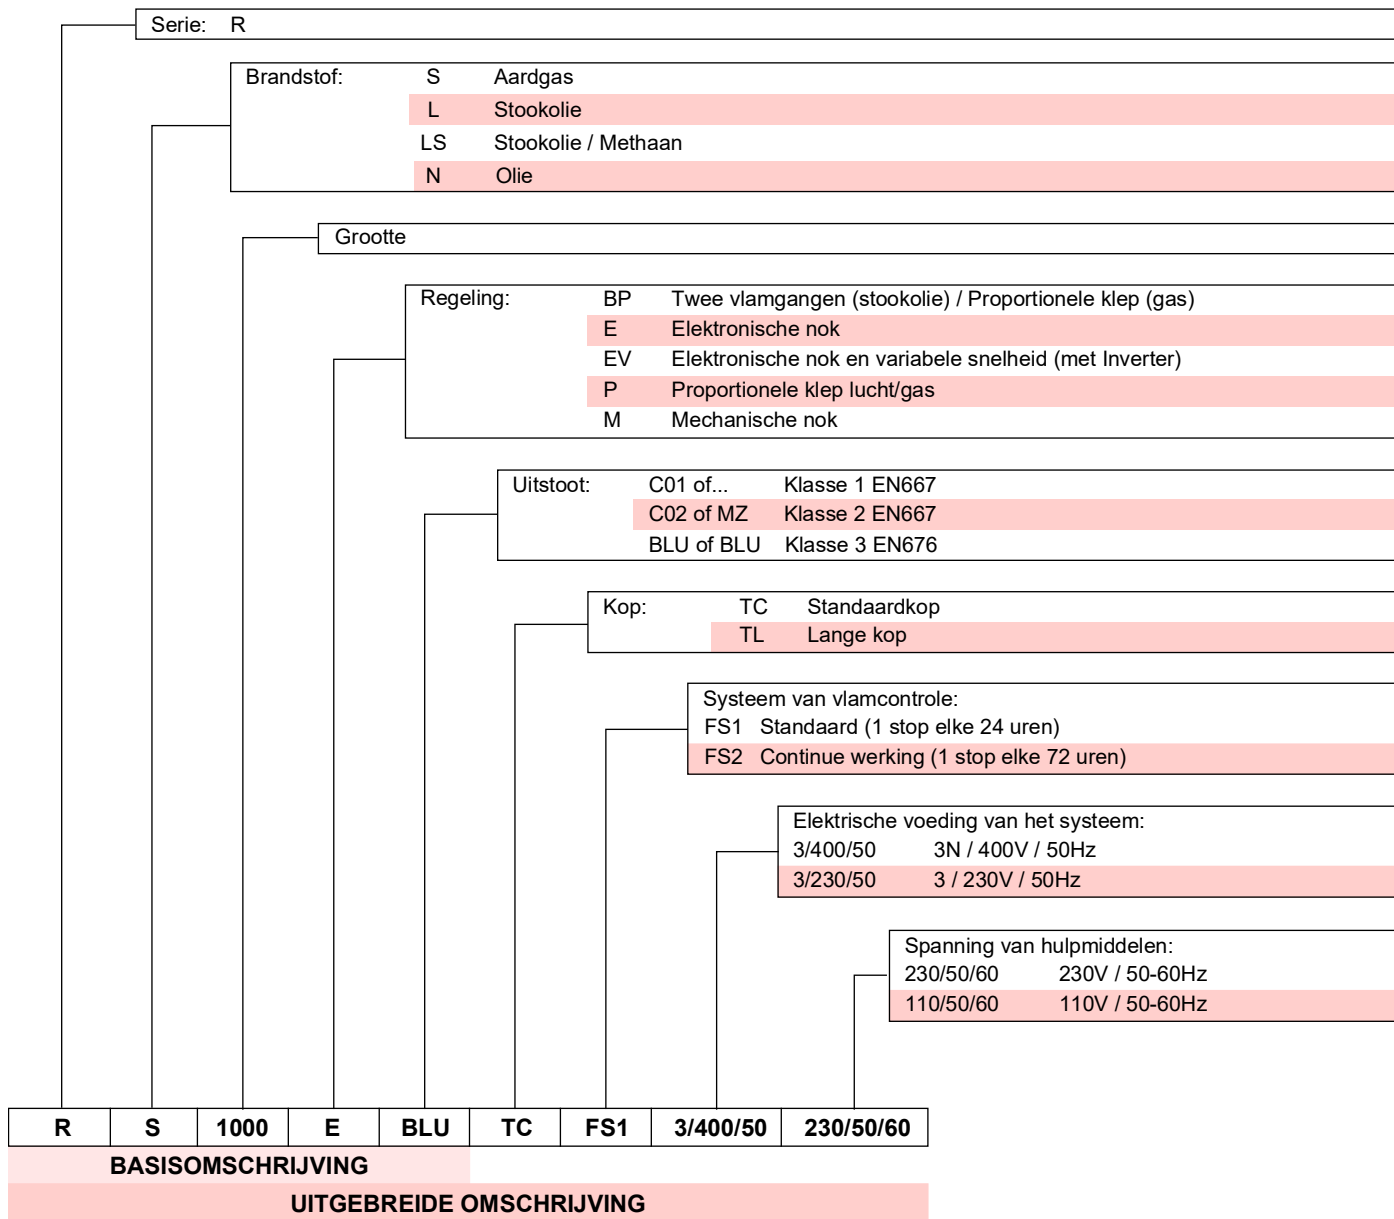 Serie: R
Brandstof: S Aardgas
L Stookolie
LS Stookolie / Methaan
N Olie
Grootte
Regeling: BP Twee vlamgangen (stookolie) / Proportionele klep (gas)
E Elektronische nok
EV Elektronische nok en variabele snelheid (met Inverter)
P Proportionele klep lucht/gas
M Mechanische nok
Uitstoot: C01 of... Klasse 1 EN667
C02 of MZ Klasse 2 EN667
BLU of BLU Klasse 3 EN676
Kop: TC Standaardkop
TL Lange kop
Systeem van vlamcontrole:
FS1 Standaard (1 stop elke 24 uren)
FS2 Continue werking (1 stop elke 72 uren)
Elektrische voeding van het systeem:
3/400/50 3N / 400V / 50Hz
3/230/50 3 / 230V / 50Hz
Spanning van hulpmiddelen:
230/50/60 230V / 50-60Hz
110/50/60 110V / 50-60Hz
R S 1000 E BLU TC FS1 3/400/50 230/50/60
BASISOMSCHRIJVING
UITGEBREIDE OMSCHRIJVING